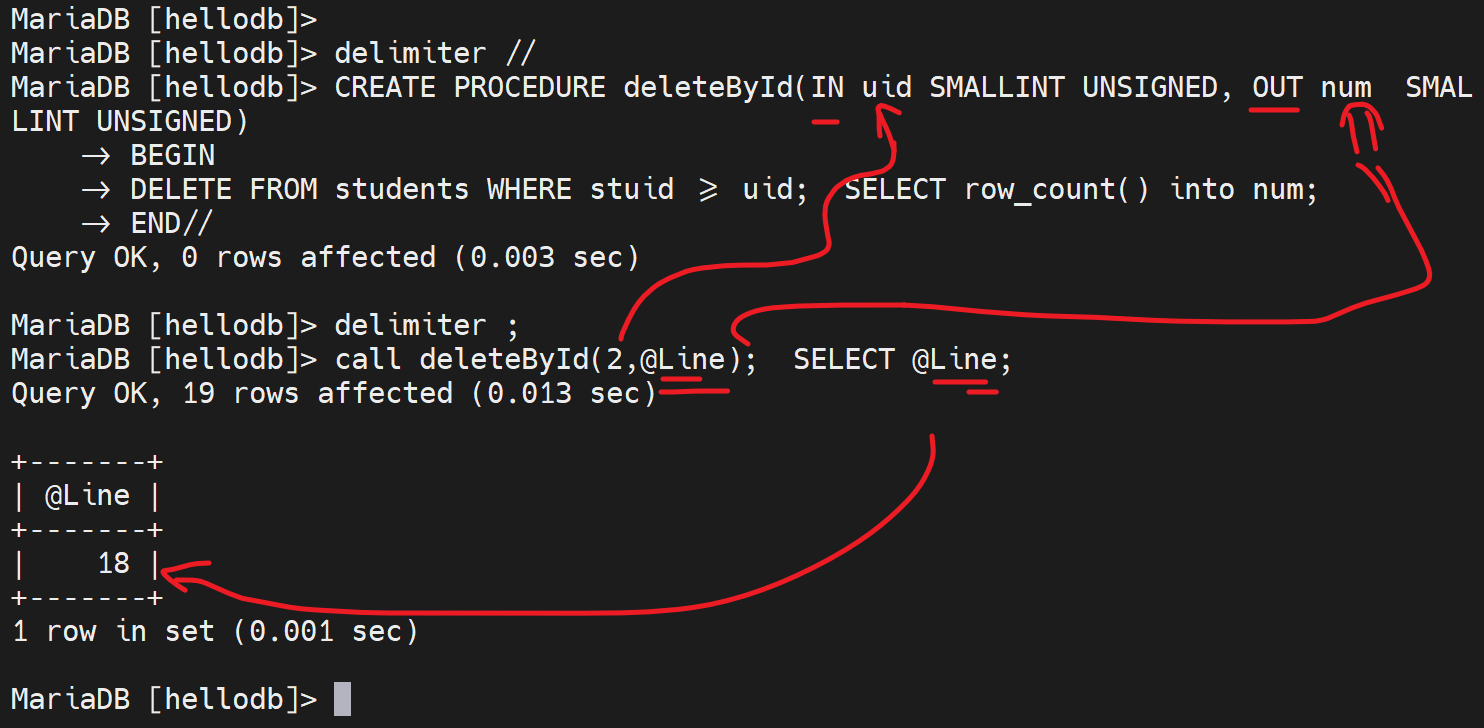 MariaDB [hellodb]>
MariaDB [hellodb]> delimiter //
MariaDB [hellodb]> CREATE PROCEDURE deleteById(IN uid SMALLINT UNSIGNED, OUT num  SMAL
LINT UNSIGNED)
    -> BEGIN
    -> DELETE FROM students WHERE stuid >= uid;  SELECT row_count() into num;
    -> END//
Query OK, 0 rows affected (0.003 sec)

MariaDB [hellodb]> delimiter ;
MariaDB [hellodb]> call deleteById(2,@Line);  SELECT @Line;
Query OK, 19 rows affected (0.013 sec)

+-------+
| @Line |
+-------+
|    18 |
+-------+
1 row in set (0.001 sec)

MariaDB [hellodb]>